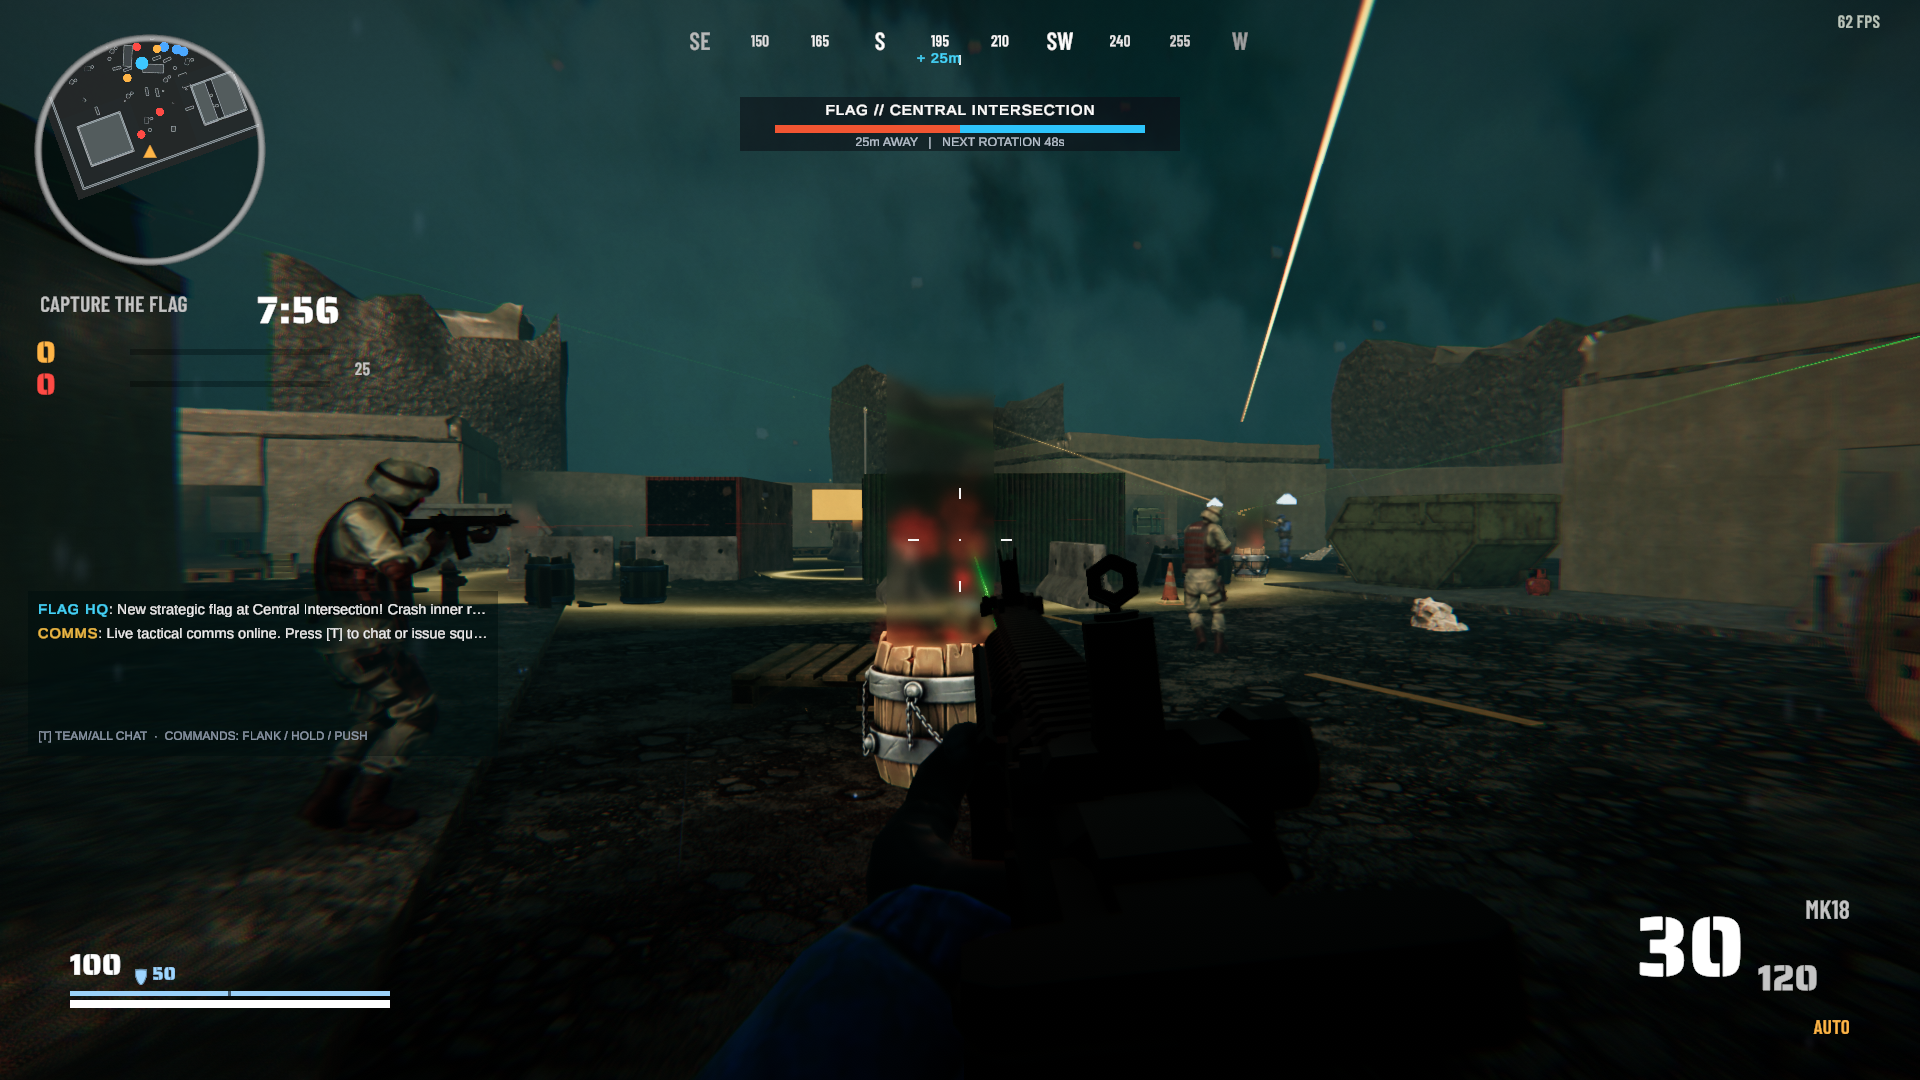 62 FPS
SE 150 165 S 195 210 SW 240 255 W
+ 25m
FLAG // CENTRAL INTERSECTION
25m AWAY | NEXT ROTATION 48s
CAPTURE THE FLAG 7:56
0
25
0
FLAG HQ: New strategic flag at Central Intersection! Crash inner r...
COMMS: Live tactical comms online. Press [T] to chat or issue squ...
[T] TEAM/ALL CHAT · COMMANDS: FLANK / HOLD / PUSH
100 50
MK18
30 120
AUTO